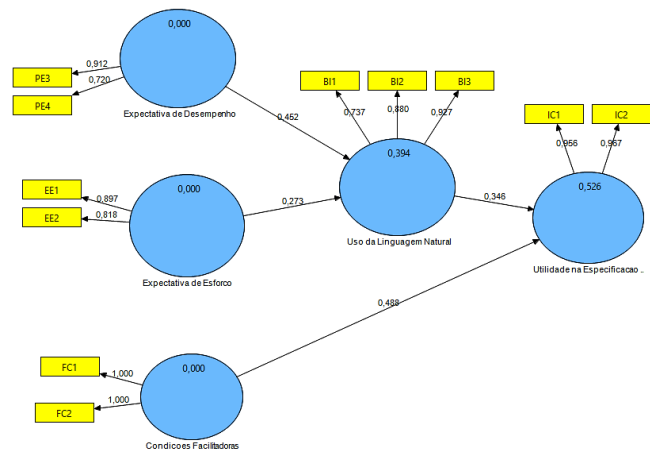 0,000
PE3
0,912
PE4
0,720
Expectativa de Desempenho
0,452
BI1
BI2
BI3
0,737
0,880
0,927
0,394
Uso da Linguagem Natural
IC1
IC2
0,956
0,967
0,526
Utilidade na Especificacao ..
0,346
EE1
0,897
EE2
0,818
0,000
Expectativa de Esforco
0,273
0,488
FC1
1,000
FC2
1,000
0,000
Condicoes Facilitadoras